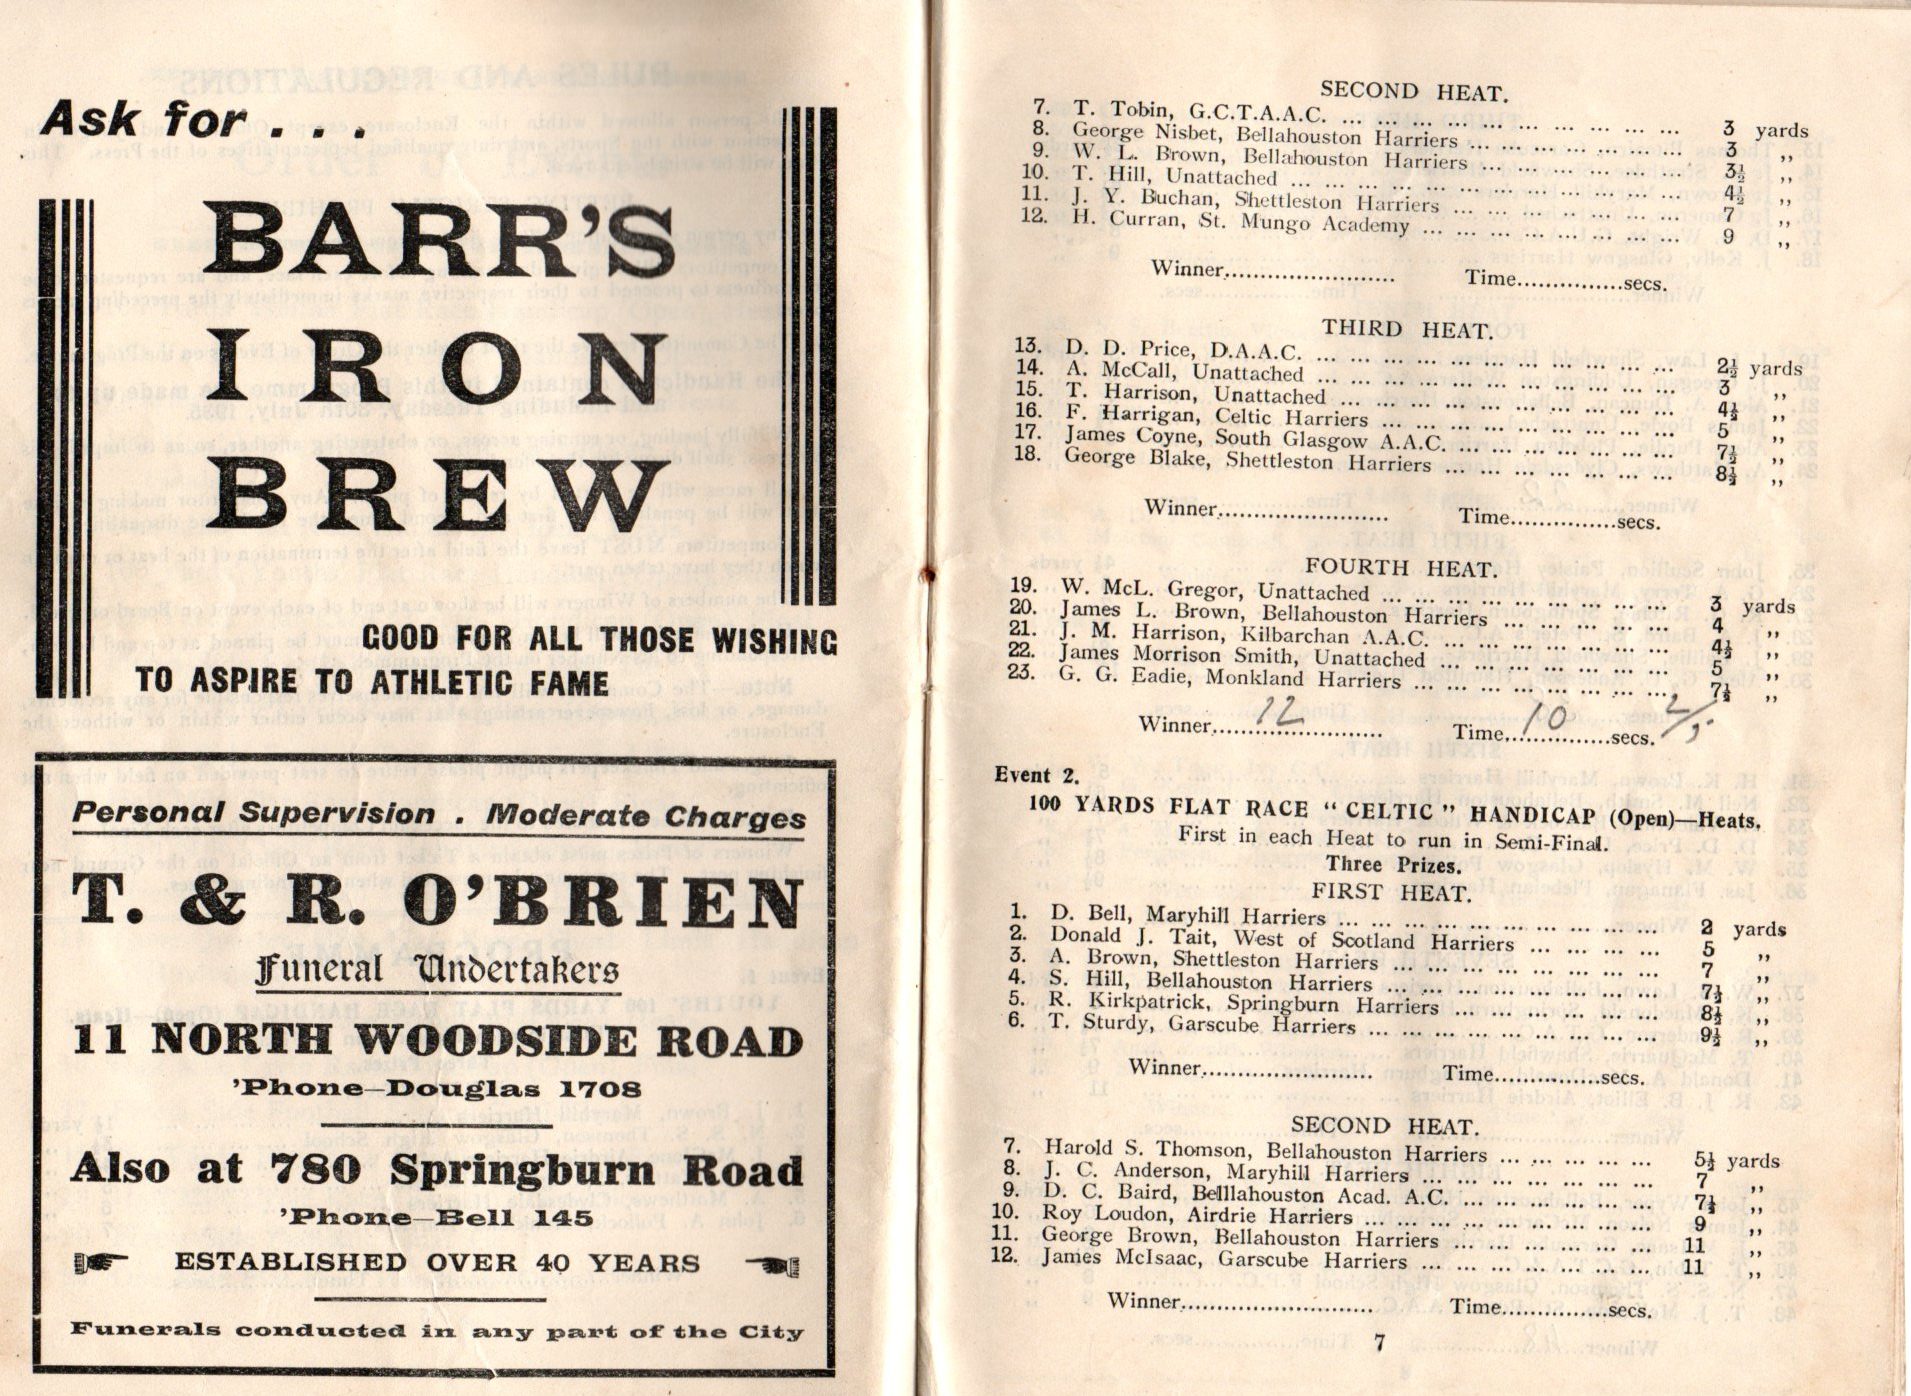 Ask for . . .
BARR'S
IRON
BREW
GOOD FOR ALL THOSE WISHING
TO ASPIRE TO ATHLETIC FAME
Personal Supervision . Moderate Charges
T. & R. O'BRIEN
Funeral Undertakers
11 NORTH WOODSIDE ROAD
'Phone—Douglas 1708
Also at 780 Springburn Road
'Phone—Bell 145
ESTABLISHED OVER 40 YEARS
Funerals conducted in any part of the City
SECOND HEAT.
7. T. Tobin, G.C.T.A.A.C. ... ... ... 3 yards
8. George Nisbet, Bellahouston Harriers ... ... ... 3 ,,
9. W. L. Brown, Bellahouston Harriers ... ... ... 3½ ,,
10. T. Hill, Unattached ... ... ... 4½ ,,
11. J. Y. Buchan, Shettleston Harriers ... ... ... 7 ,,
12. H. Curran, St. Mungo Academy ... ... ... 9 ,,
Winner........................ Time...............secs.
THIRD HEAT.
13. D. D. Price, D.A.A.C. ... ... ... 2½ yards
14. A. McCall, Unattached ... ... ... 3 ,,
15. T. Harrison, Unattached ... ... ... 4½ ,,
16. F. Harrigan, Celtic Harriers ... ... ... 5 ,,
17. James Coyne, South Glasgow A.A.C. ... ... ... 7½ ,,
18. George Blake, Shettleston Harriers ... ... ... 8½ ,,
Winner........................ Time...............secs.
FOURTH HEAT.
19. W. McL. Gregor, Unattached ... ... ... 3 yards
20. James L. Brown, Bellahouston Harriers ... ... ... 4 ,,
21. J. M. Harrison, Kilbarchan A.A.C. ... ... ... 4½ ,,
22. James Morrison Smith, Unattached ... ... ... 5 ,,
23. G. G. Eadie, Monkland Harriers ... ... ... 7½ ,,
Winner......12.................. Time..10.............secs. 2/5
Event 2.
100 YARDS FLAT RACE " CELTIC " HANDICAP (Open)—Heats.
First in each Heat to run in Semi-Final.
Three Prizes.
FIRST HEAT.
1. D. Bell, Maryhill Harriers ... ... ... 2 yards
2. Donald J. Tait, West of Scotland Harriers ... ... ... 5 ,,
3. A. Brown, Shettleston Harriers ... ... ... 7 ,,
4. S. Hill, Bellahouston Harriers ... ... ... 7½ ,,
5. R. Kirkpatrick, Springburn Harriers ... ... ... 8½ ,,
6. T. Sturdy, Garscube Harriers ... ... ... 9½ ,,
Winner........................ Time...............secs.
SECOND HEAT.
7. Harold S. Thomson, Bellahouston Harriers ... ... ... 5½ yards
8. J. C. Anderson, Maryhill Harriers ... ... ... 7 ,,
9. D. C. Baird, Belllahouston Acad. A.C. ... ... ... 7½ ,,
10. Roy Loudon, Airdrie Harriers ... ... ... 9 ,,
11. George Brown, Bellahouston Harriers ... ... ... 11 ,,
12. James McIsaac, Garscube Harriers ... ... ... 11 ,,
Winner........................ Time...............secs.
7